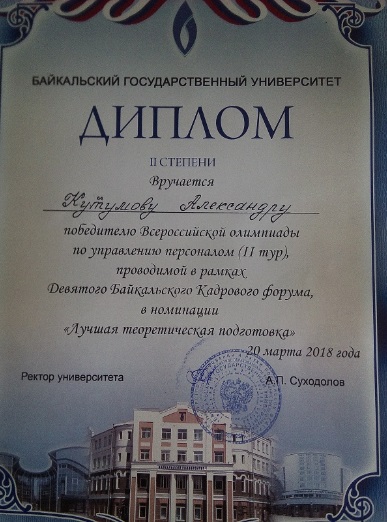 БАЙКАЛЬСКИЙ ГОСУДАРСТВЕННЫЙ УНИВЕРСИТЕТ
ДИПЛОМ
II СТЕПЕНИ
Вручается
Кутумову Александру
победителю Всероссийской олимпиады
по управлению персоналом (II тур),
проводимой в рамках
Девятого Байкальского Кадрового форума,
в номинации
«Лучшая теоретическая подготовка»
20 марта 2018 года
Ректор университета А.П. Суходолов